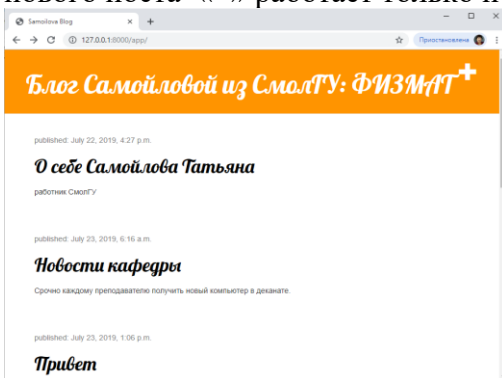 нового поста «+» работает только н
Samoilova Blog
127.0.0.1:8000/app/
Приостановлена
Блог Самойловой из СмолГУ: ФИЗМАТ+
published: July 22, 2019, 4:27 p.m.
О себе Самойлова Татьяна
работник СмолГУ
published: July 23, 2019, 6:16 a.m.
Новости кафедры
Срочно каждому преподавателю получить новый компьютер в деканате.
published: July 23, 2019, 1:06 p.m.
Привет